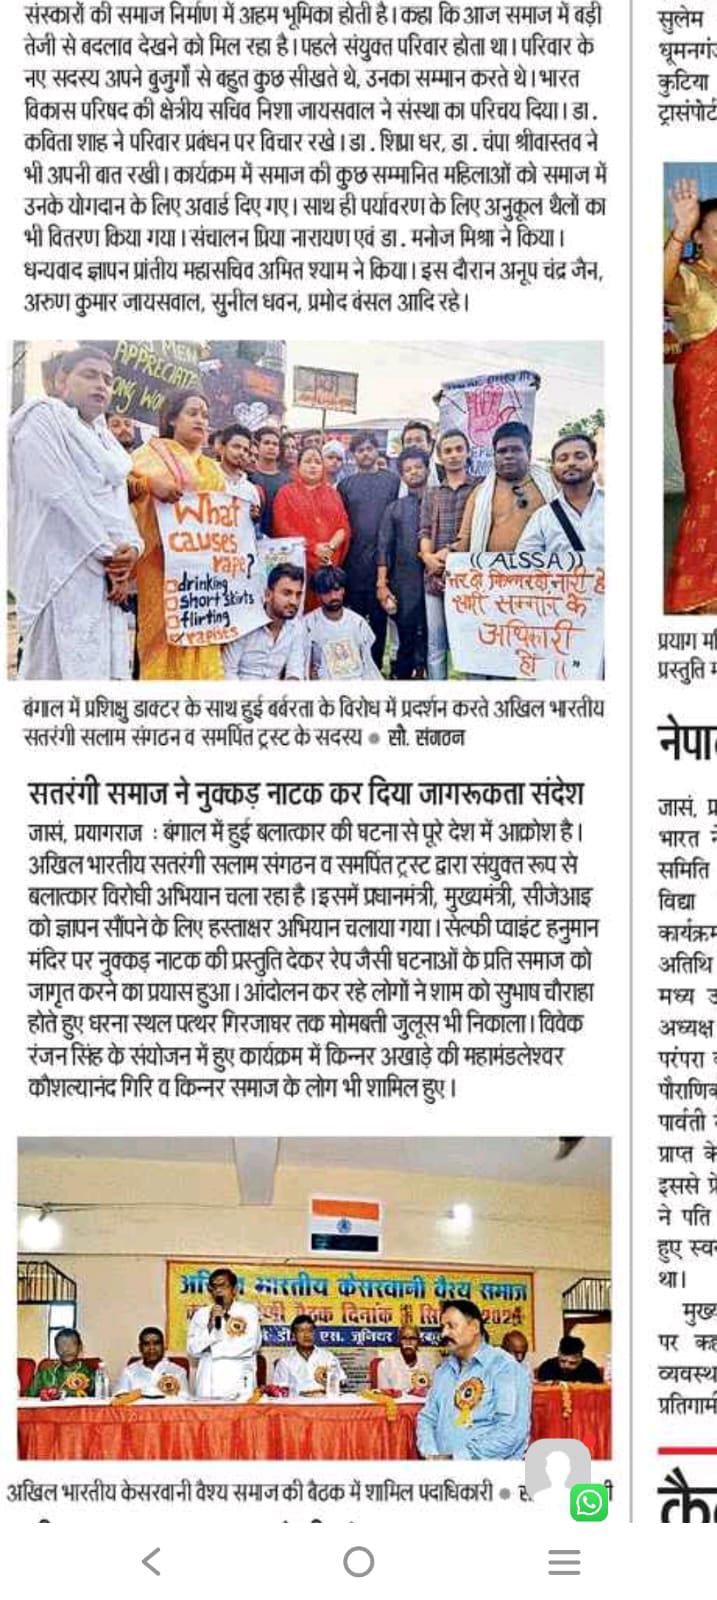 संस्कारों की समाज निर्माण में अहम भूमिका होती है। कहा कि आज समाज में बड़ी
तेजी से बदलाव देखने को मिल रहा है। पहले संयुक्त परिवार होता था। परिवार के
नए सदस्य अपने बुजुर्गों से बहुत कुछ सीखते थे, उनका सम्मान करते थे। भारत
विकास परिषद की क्षेत्रीय सचिव निशा जायसवाल ने संस्था का परिचय दिया। डा.
कविता शाह ने परिवार प्रबंधन पर विचार रखे। डा. शिप्रा धर, डा. चंपा श्रीवास्तव ने
भी अपनी बात रखी। कार्यक्रम में समाज की कुछ सम्मानित महिलाओं को समाज में
उनके योगदान के लिए अवार्ड दिए गए। साथ ही पर्यावरण के लिए अनुकूल थैलों का
भी वितरण किया गया। संचालन प्रिया नारायण एवं डा. मनोज मिश्रा ने किया।
धन्यवाद ज्ञापन प्रांतीय महासचिव अमित श्याम ने किया। इस दौरान अनूप चंद्र जैन,
अरुण कुमार जायसवाल, सुनील धवन, प्रमोद बंसल आदि रहे।
MEN
APPRECIATE
What
causes
rape?
drinking
short skirts
flirting
rapists
((AISSA))
नर हो किन्नर हो नारी हो
सभी सम्मान के
अधिकारी
हो ।।"
बंगाल में प्रशिक्षु डाक्टर के साथ हुई बर्बरता के विरोध में प्रदर्शन करते अखिल भारतीय
सतरंगी सलाम संगठन व समर्पित ट्रस्ट के सदस्य ● सौ. संगठन
सतरंगी समाज ने नुक्कड़ नाटक कर दिया जागरूकता संदेश
जासं, प्रयागराज : बंगाल में हुई बलात्कार की घटना से पूरे देश में आक्रोश है।
अखिल भारतीय सतरंगी सलाम संगठन व समर्पित ट्रस्ट द्वारा संयुक्त रूप से
बलात्कार विरोधी अभियान चला रहा है। इसमें प्रधानमंत्री, मुख्यमंत्री, सीजेआइ
को ज्ञापन सौंपने के लिए हस्ताक्षर अभियान चलाया गया। सेल्फी प्वाइंट हनुमान
मंदिर पर नुक्कड़ नाटक की प्रस्तुति देकर रेप जैसी घटनाओं के प्रति समाज को
जागृत करने का प्रयास हुआ। आंदोलन कर रहे लोगों ने शाम को सुभाष चौराहा
होते हुए धरना स्थल पत्थर गिरजाघर तक मोमबत्ती जुलूस भी निकाला। विवेक
रंजन सिंह के संयोजन में हुए कार्यक्रम में किन्नर अखाड़े की महामंडलेश्वर
कौशल्यानंद गिरि व किन्नर समाज के लोग भी शामिल हुए।
भारतीय केसरवानी वैश्य समाज
बैठक दिनांक
एस. जूनियर
अखिल भारतीय केसरवानी वैश्य समाज की बैठक में शामिल पदाधिकारी ●
सुलेम
धूमनगं
कुटिया
ट्रांसपोर्ट
प्रयाग
प्रस्तुति
नेपा
जासं,
भारत
समिति
विद्या
कार्यक्रम
अतिथि
मध्य
अध्यक्ष
परंपरा
पौराणिक
पार्वती
प्राप्त के
इससे
ने पति
हुए स्व
था।
मुख्य
पर कह
व्यवस्थ
प्रतिगामी